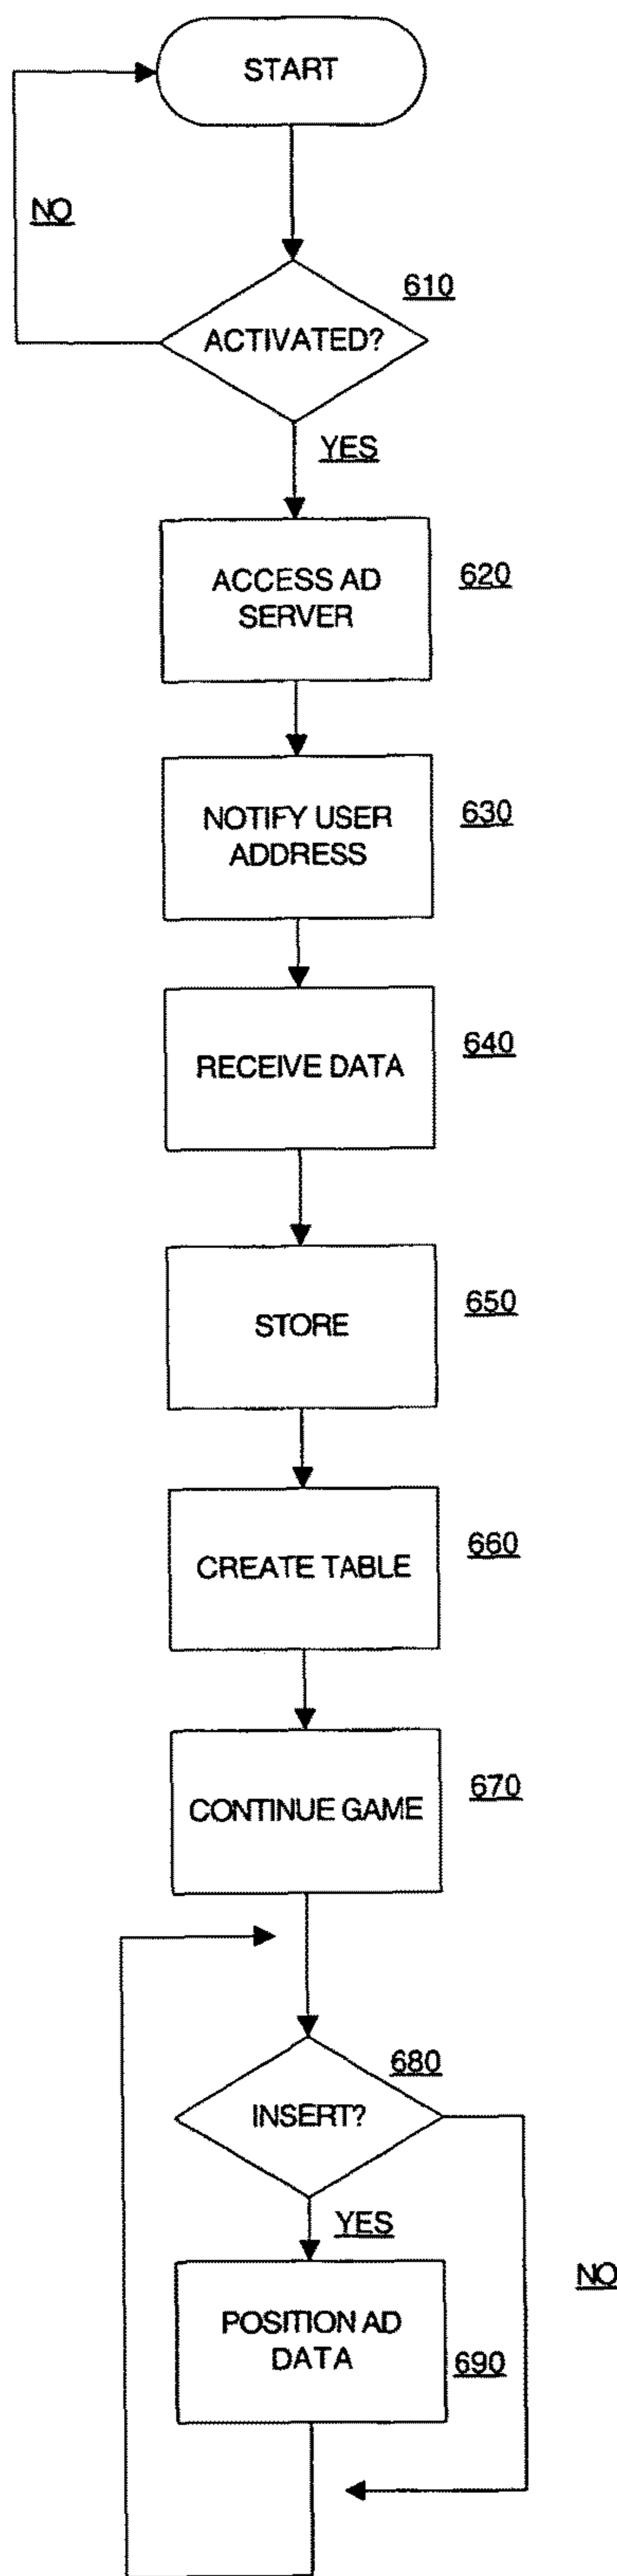 START
NO
610
ACTIVATED?
YES
ACCESS AD
SERVER
620
NOTIFY USER
ADDRESS
630
RECEIVE DATA
640
STORE
650
CREATE TABLE
660
CONTINUE GAME
670
680
INSERT?
YES
NO
POSITION AD
DATA
690